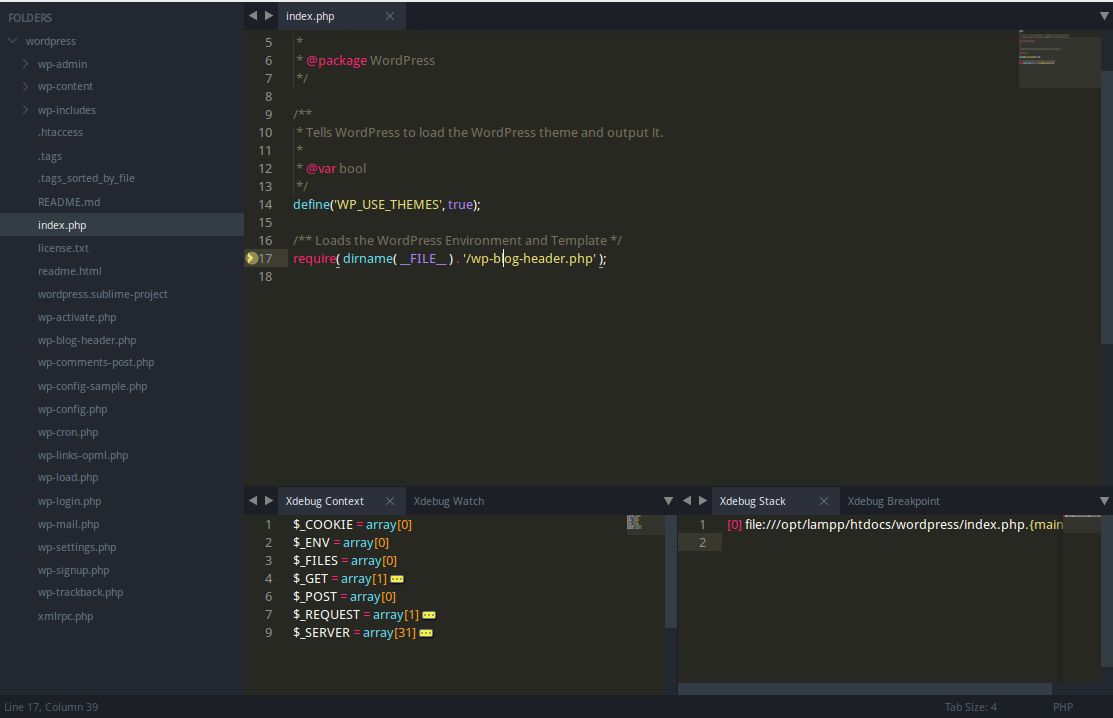 FOLDERS
wordpress
wp-admin
wp-content
wp-includes
.htaccess
.tags
.tags_sorted_by_file
README.md
index.php
license.txt
readme.html
wordpress.sublime-project
wp-activate.php
wp-blog-header.php
wp-comments-post.php
wp-config-sample.php
wp-config.php
wp-cron.php
wp-links-opml.php
wp-load.php
wp-login.php
wp-mail.php
wp-settings.php
wp-signup.php
wp-trackback.php
xmlrpc.php
index.php
5 *
6 * @package WordPress
7 */
8
9 /**
10 * Tells WordPress to load the WordPress theme and output it.
11 *
12 * @var bool
13 */
14 define('WP_USE_THEMES', true);
15
16 /** Loads the WordPress Environment and Template */
17 require( dirname( __FILE__ ) . '/wp-blog-header.php' );
18
Xdebug Context Xdebug Watch
1 $_COOKIE = array[0]
2 $_ENV = array[0]
3 $_FILES = array[0]
4 $_GET = array[1]
6 $_POST = array[0]
7 $_REQUEST = array[1]
9 $_SERVER = array[31]
Xdebug Stack Xdebug Breakpoint
1 [0] file:///opt/lampp/htdocs/wordpress/index.php.{main
2
Line 17, Column 39 Tab Size: 4 PHP